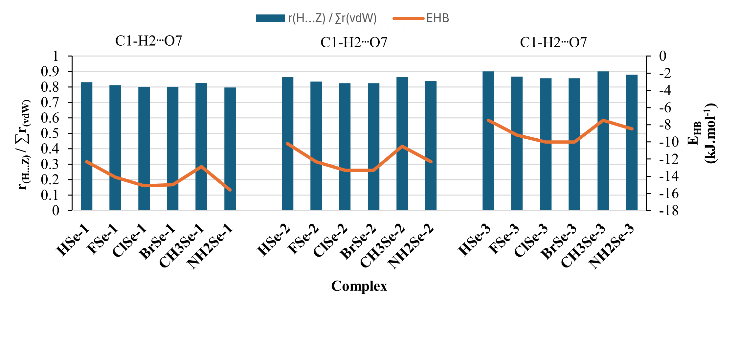 r(H…Z) / ∑r(vdW) EHB
C1-H2···O7 C1-H2···O7 C1-H2···O7
1 0
0.9 -2
0.8 -4
0.7 -6
0.6 -8
0.5 -10
0.4 -12
0.3 -14
0.2 -16
0.1 -18
0
r(H…Z) / ∑r(vdW)
EHB
(kJ.mol⁻¹)
HSe-1 FSe-1 ClSe-1 BrSe-1 CH3Se-1 NH2Se-1 HSe-2 FSe-2 ClSe-2 BrSe-2 CH3Se-2 NH2Se-2 HSe-3 FSe-3 ClSe-3 BrSe-3 CH3Se-3 NH2Se-3
Complex